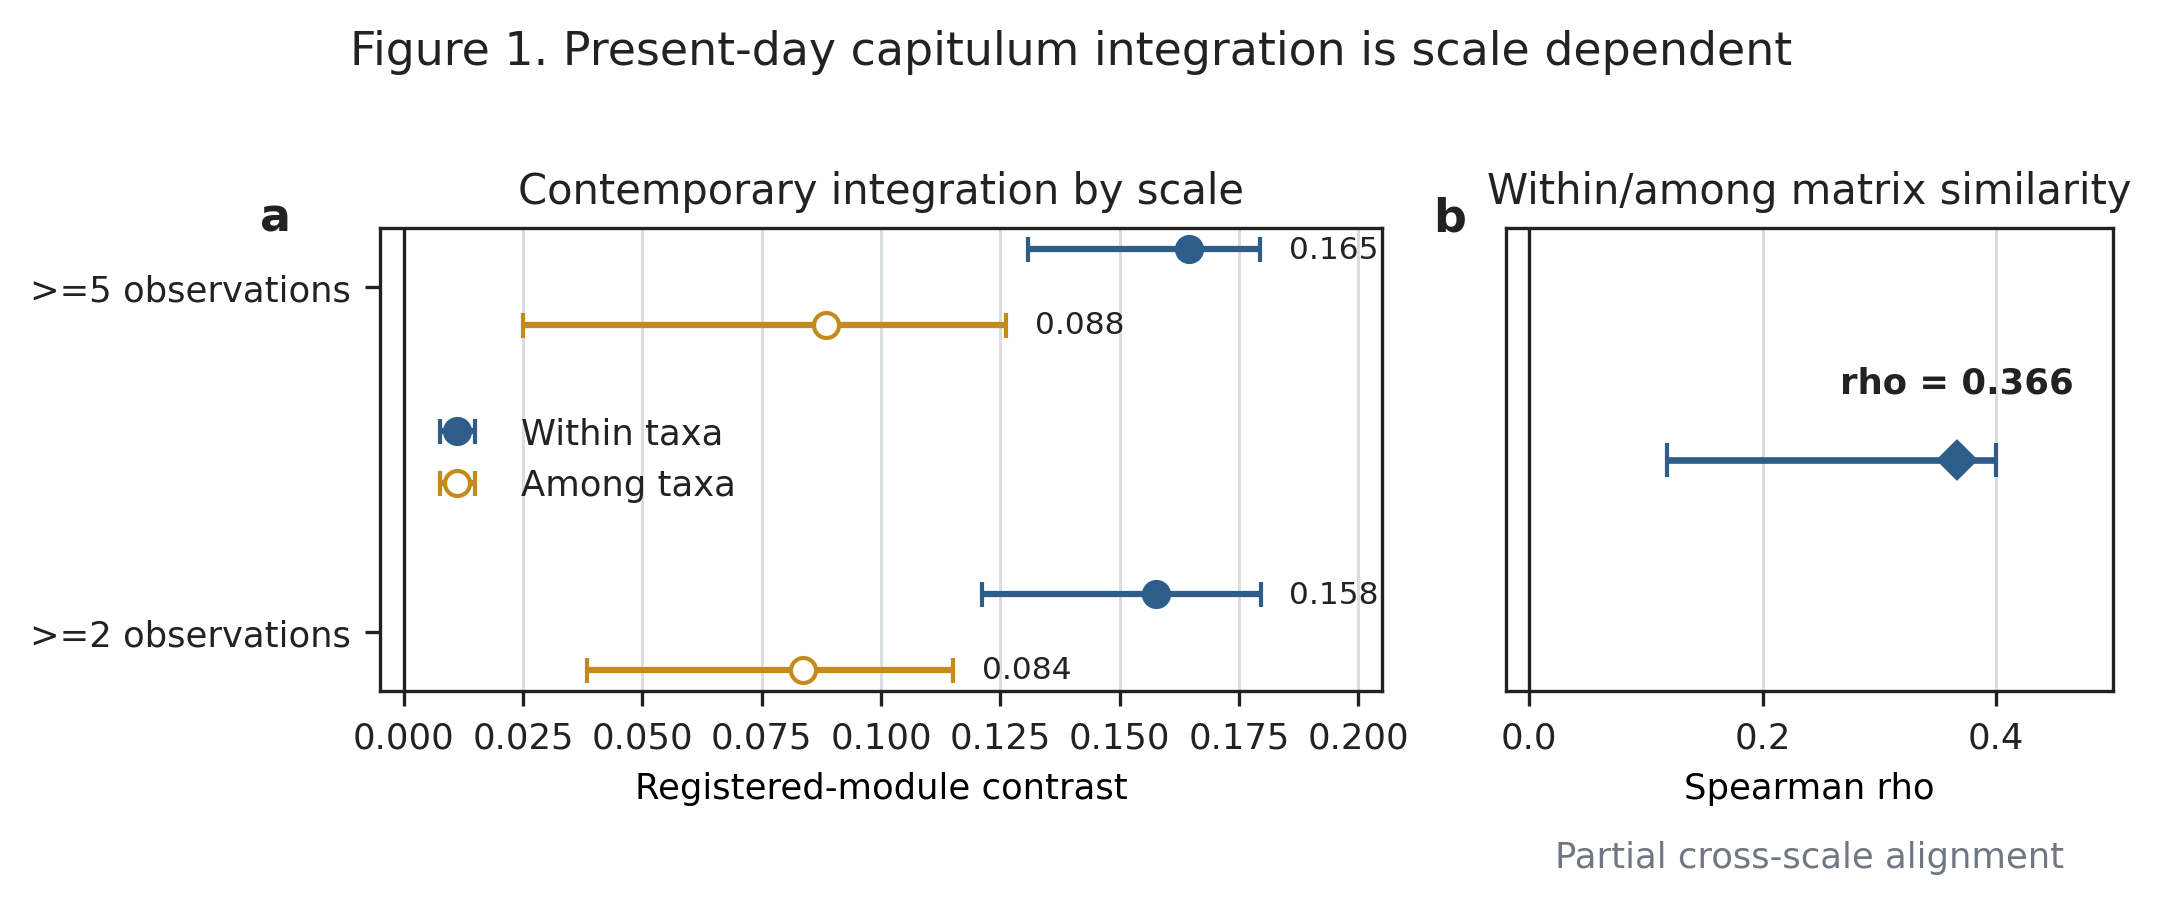 Figure 1. Present-day capitulum integration is scale dependent
a
Contemporary integration by scale
>=5 observations
0.165
0.088
Within taxa
Among taxa
>=2 observations
0.158
0.084
0.000 0.025 0.050 0.075 0.100 0.125 0.150 0.175 0.200
Registered-module contrast
b
Within/among matrix similarity
rho = 0.366
0.0 0.2 0.4
Spearman rho
Partial cross-scale alignment